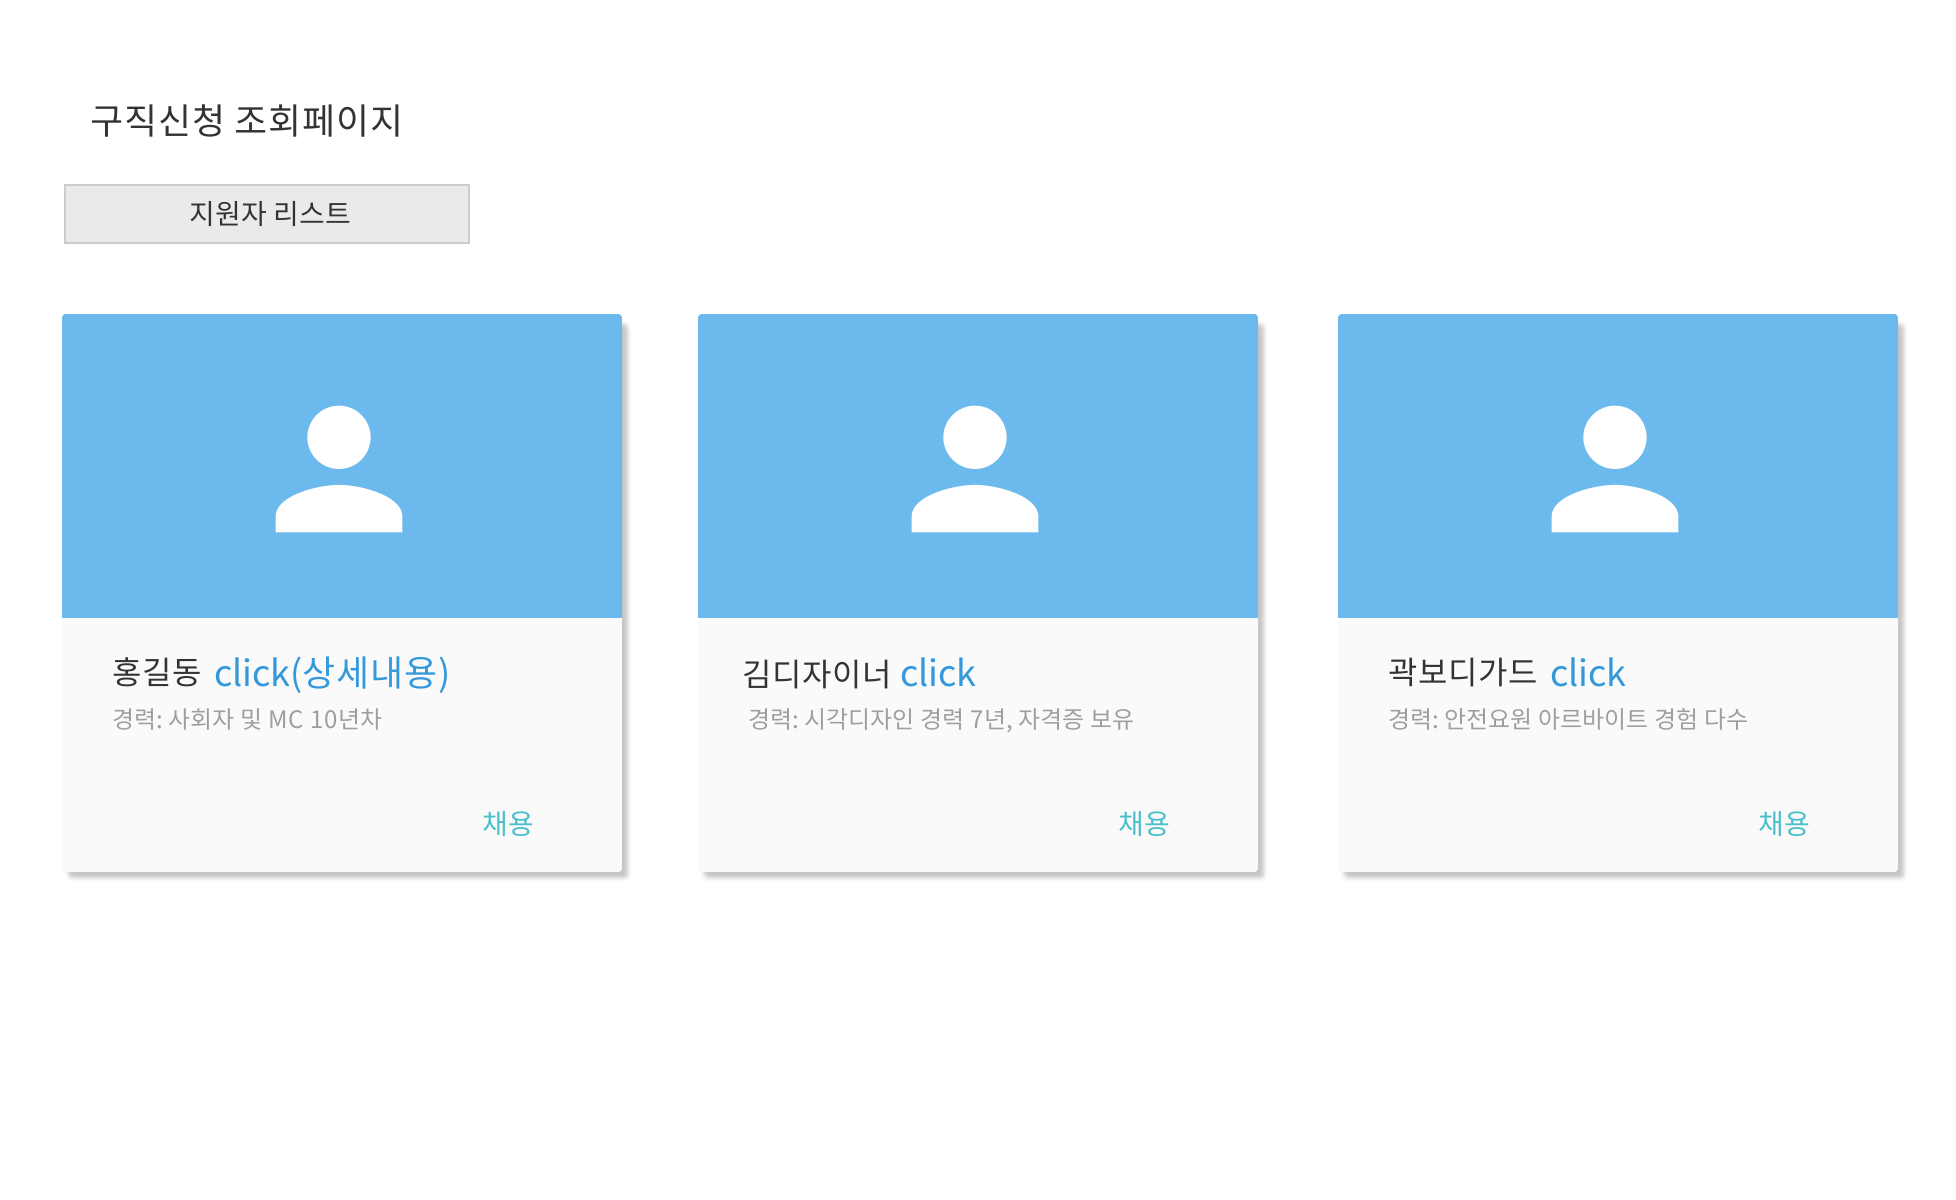 구직신청 조회페이지
지원자 리스트
홍길동 click(상세내용)
경력: 사회자 및 MC 10년차
채용
김디자이너 click
경력: 시각디자인 경력 7년, 자격증 보유
채용
곽보디가드 click
경력: 안전요원 아르바이트 경험 다수
채용